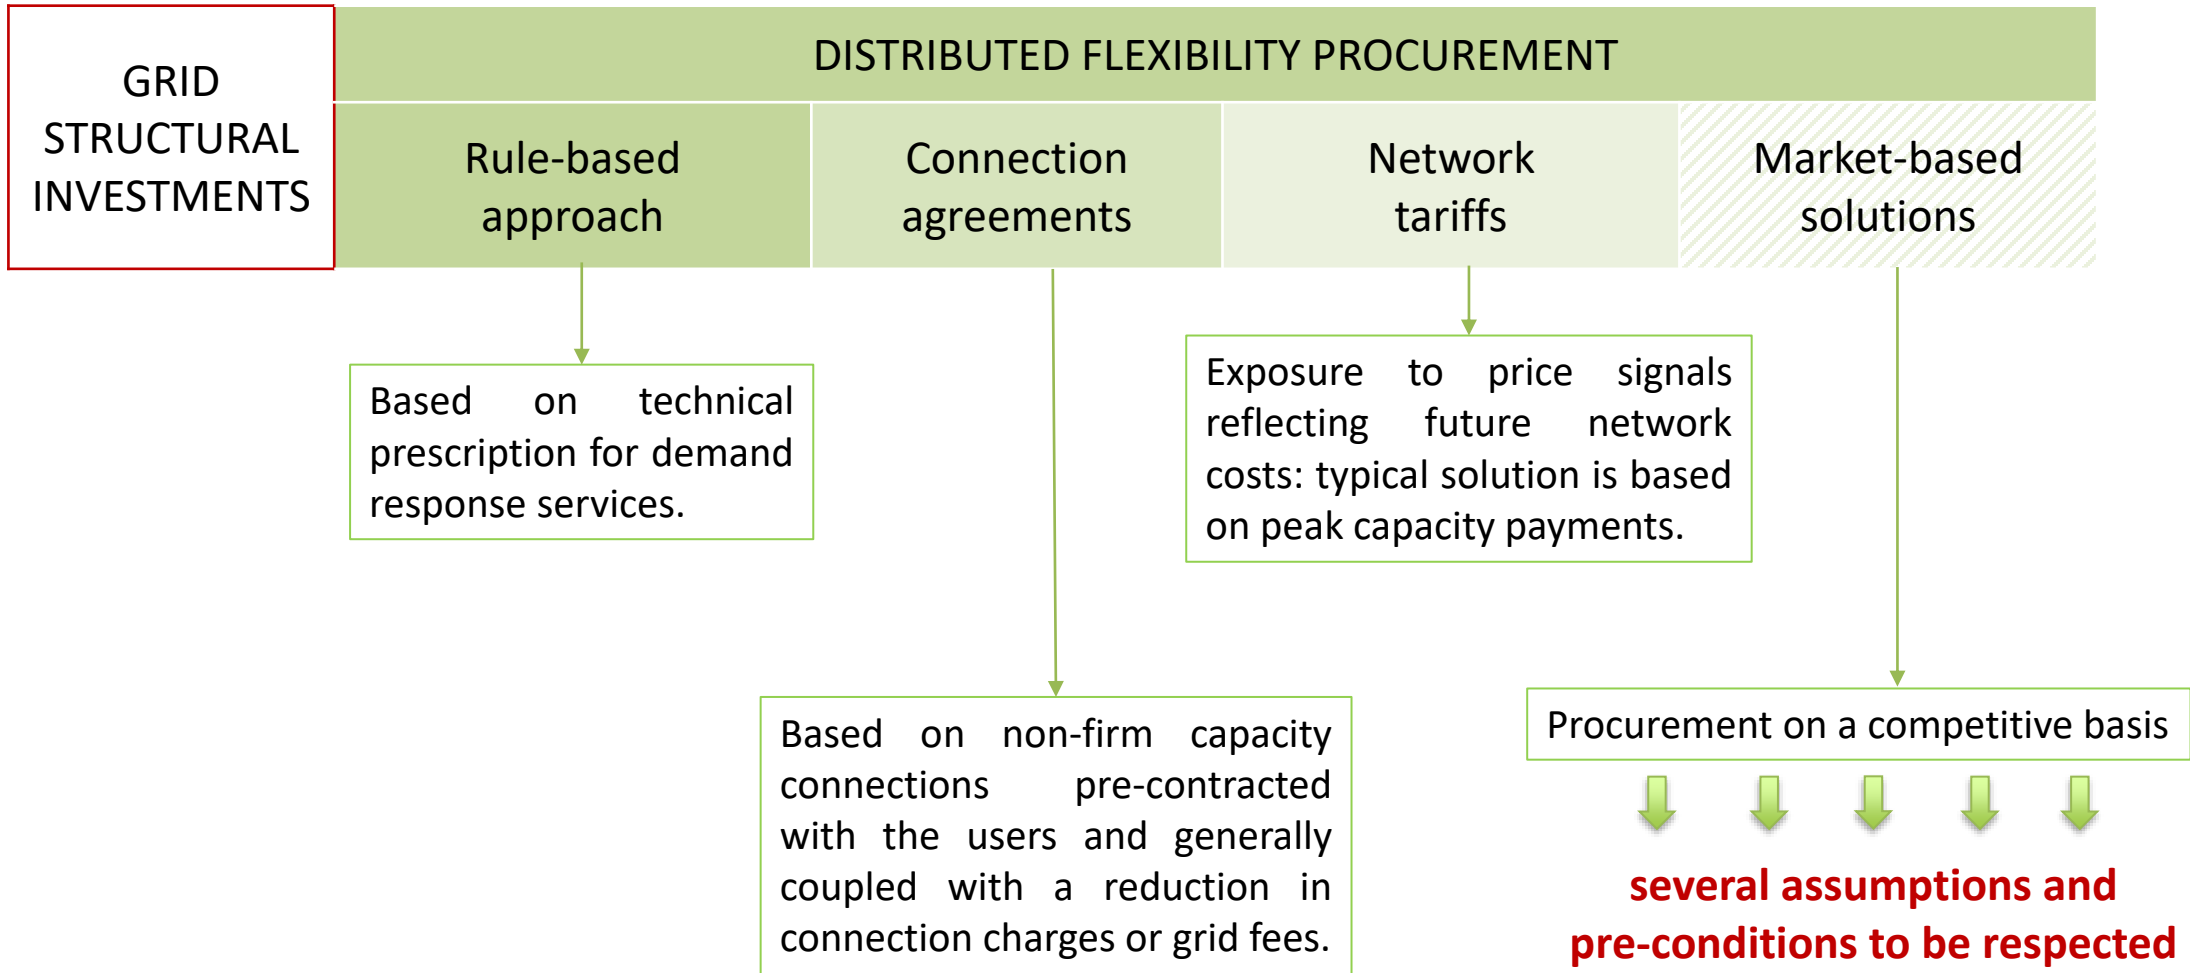 GRID
STRUCTURAL
INVESTMENTS
DISTRIBUTED FLEXIBILITY PROCUREMENT
Rule-based
approach
Connection
agreements
Network
tariffs
Market-based
solutions
Based on technical
prescription for demand
response services.
Exposure to price signals
reflecting future network
costs: typical solution is based
on peak capacity payments.
Based on non-firm capacity
connections pre-contracted
with the users and generally
coupled with a reduction in
connection charges or grid fees.
Procurement on a competitive basis
several assumptions and
pre-conditions to be respected